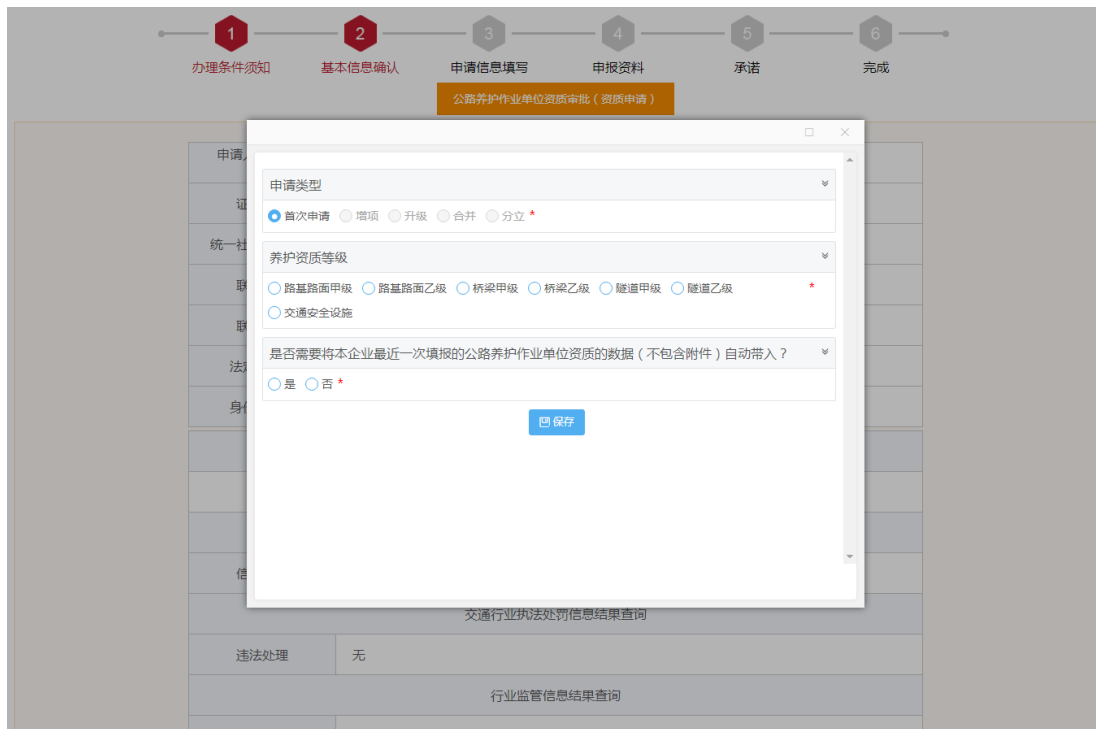 1 2 3 4 5 6
办理条件须知 基本信息确认 申请信息填写 申报资料 承诺 完成
公路养护作业单位资质审批（资质申请）
申请
申请类型
证
首次申请 增项 升级 合并 分立 *
统一社
养护资质等级
联
路基路面甲级 路基路面乙级 桥梁甲级 桥梁乙级 隧道甲级 隧道乙级 *
交通安全设施
联
是否需要将本企业最近一次填报的公路养护作业单位资质的数据（不包含附件）自动带入？
法
是 否 *
身
保存
信
交通行业执法处罚信息结果查询
违法处理 无
行业监管信息结果查询